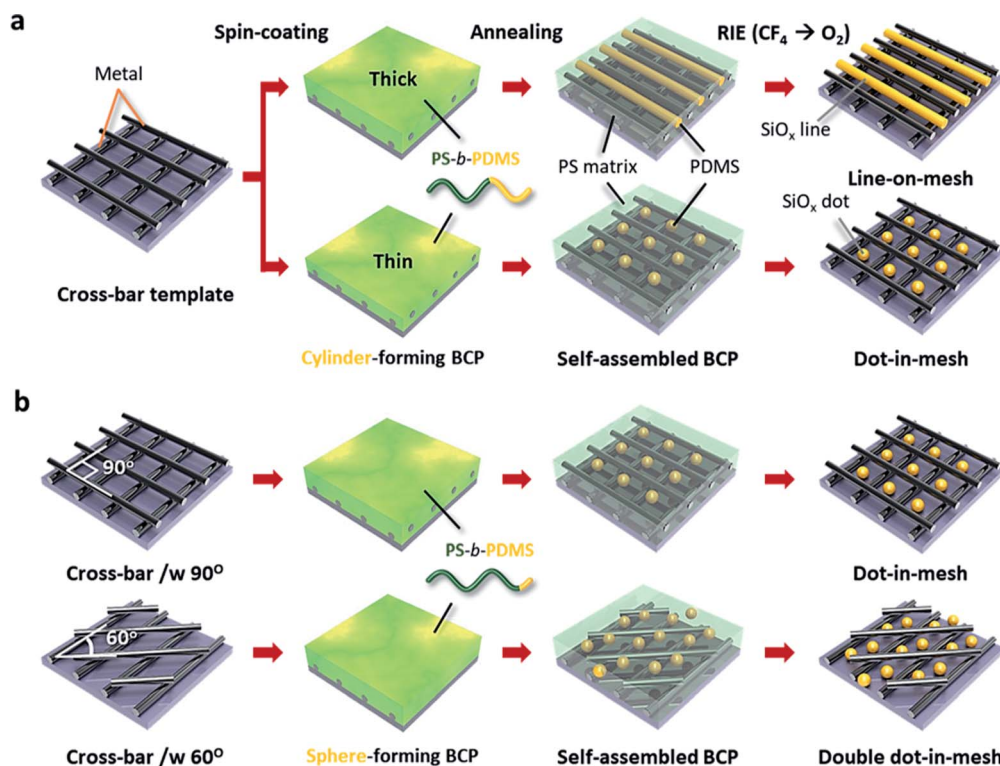 a
Spin-coating
Annealing
RIE (CF₄ → O₂)
Metal
Thick
SiOₓ line
PS-b-PDMS
PS matrix
PDMS
Line-on-mesh
SiOₓ dot
Thin
Cross-bar template
Cylinder-forming BCP
Self-assembled BCP
Dot-in-mesh
b
90°
PS-b-PDMS
Cross-bar /w 90°
Dot-in-mesh
60°
Cross-bar /w 60°
Sphere-forming BCP
Self-assembled BCP
Double dot-in-mesh